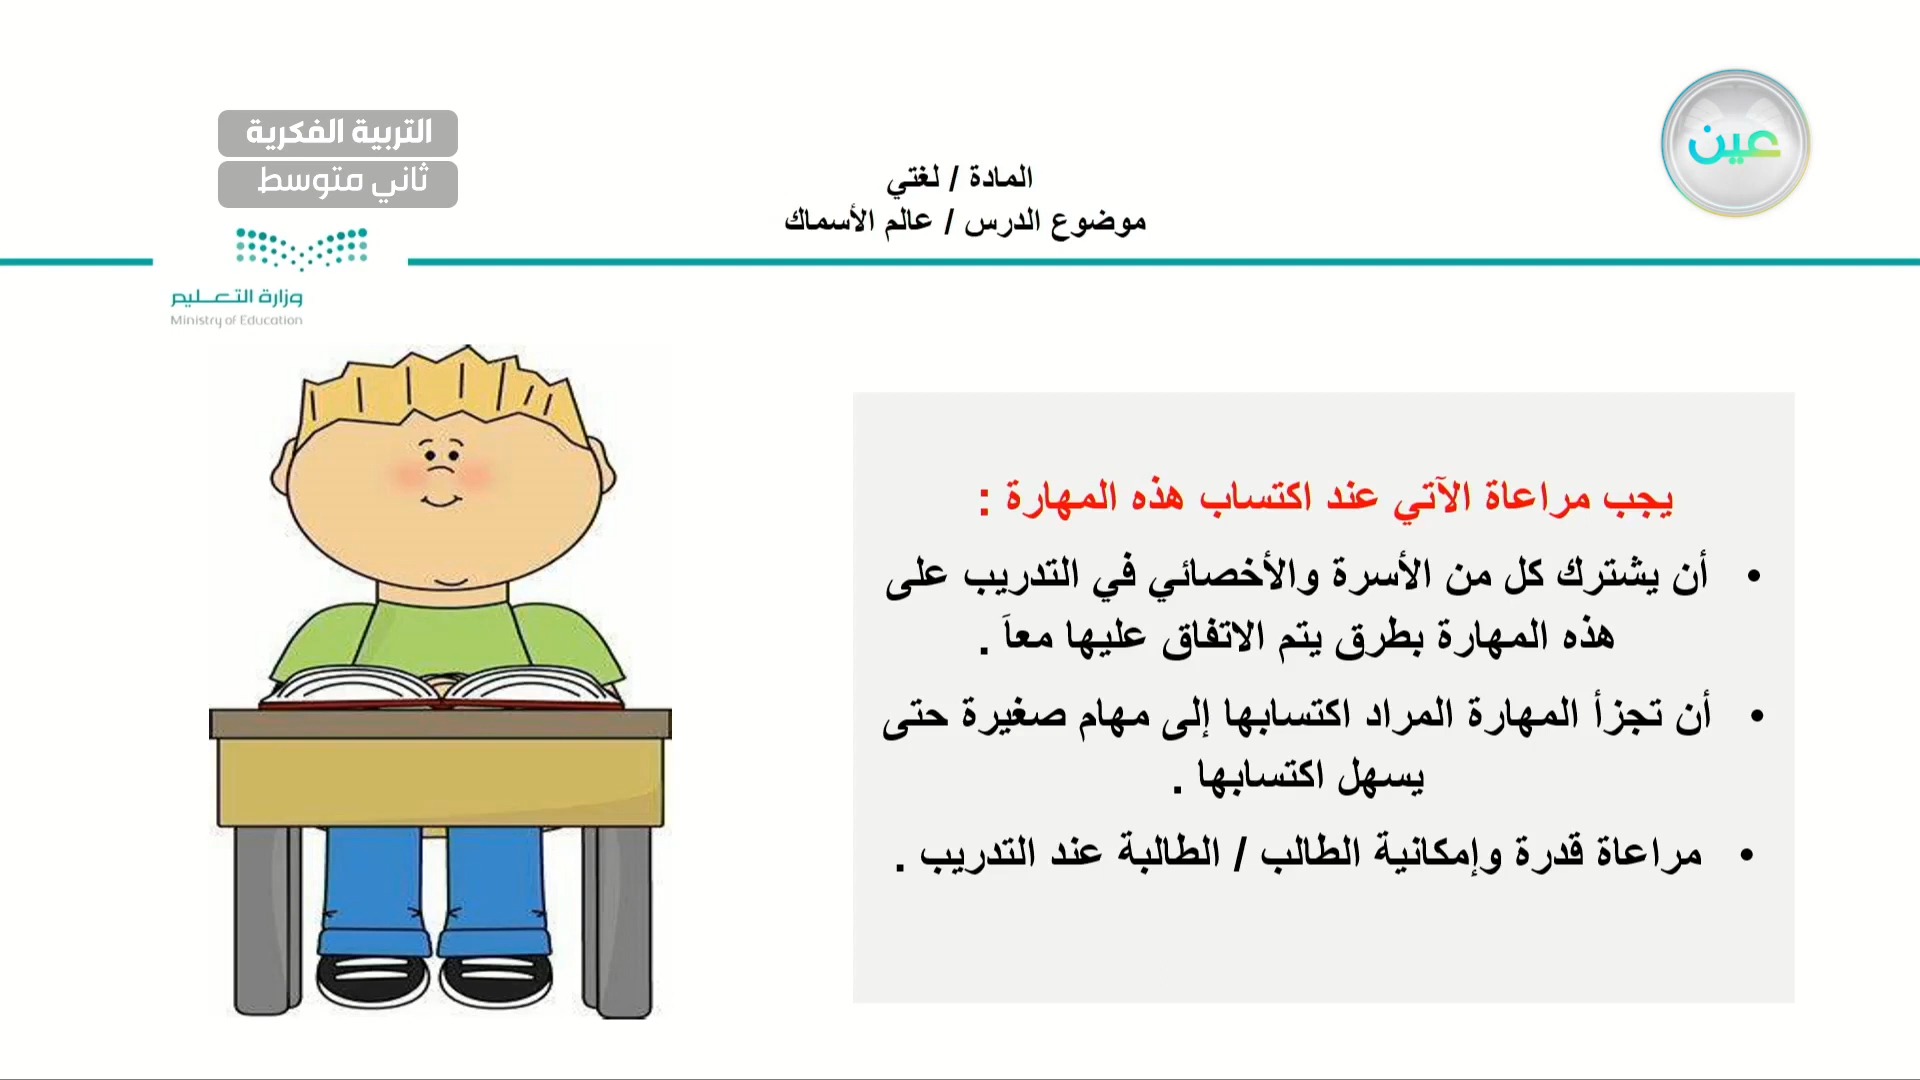 عين
التربية الفكرية
ثاني متوسط
المادة / لغتي
موضوع الدرس / عالم الأسماك
وزارة التعليم
Ministry of Education
يجب مراعاة الآتي عند اكتساب هذه المهارة :
• أن يشترك كل من الأسرة والأخصائي في التدريب على
هذه المهارة بطرق يتم الاتفاق عليها معاَ .
• أن تجزأ المهارة المراد اكتسابها إلى مهام صغيرة حتى
يسهل اكتسابها .
• مراعاة قدرة وإمكانية الطالب / الطالبة عند التدريب .